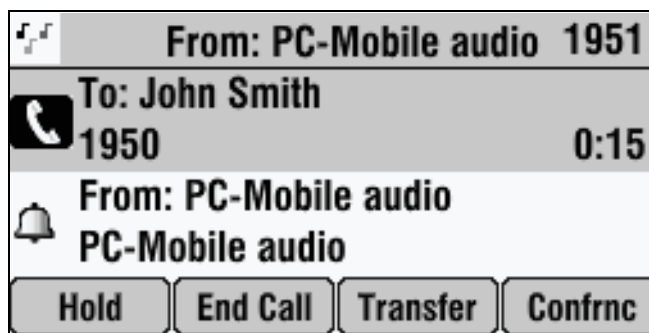 From: PC-Mobile audio 1951
To: John Smith
1950 0:15
From: PC-Mobile audio
PC-Mobile audio
Hold End Call Transfer Confrnc